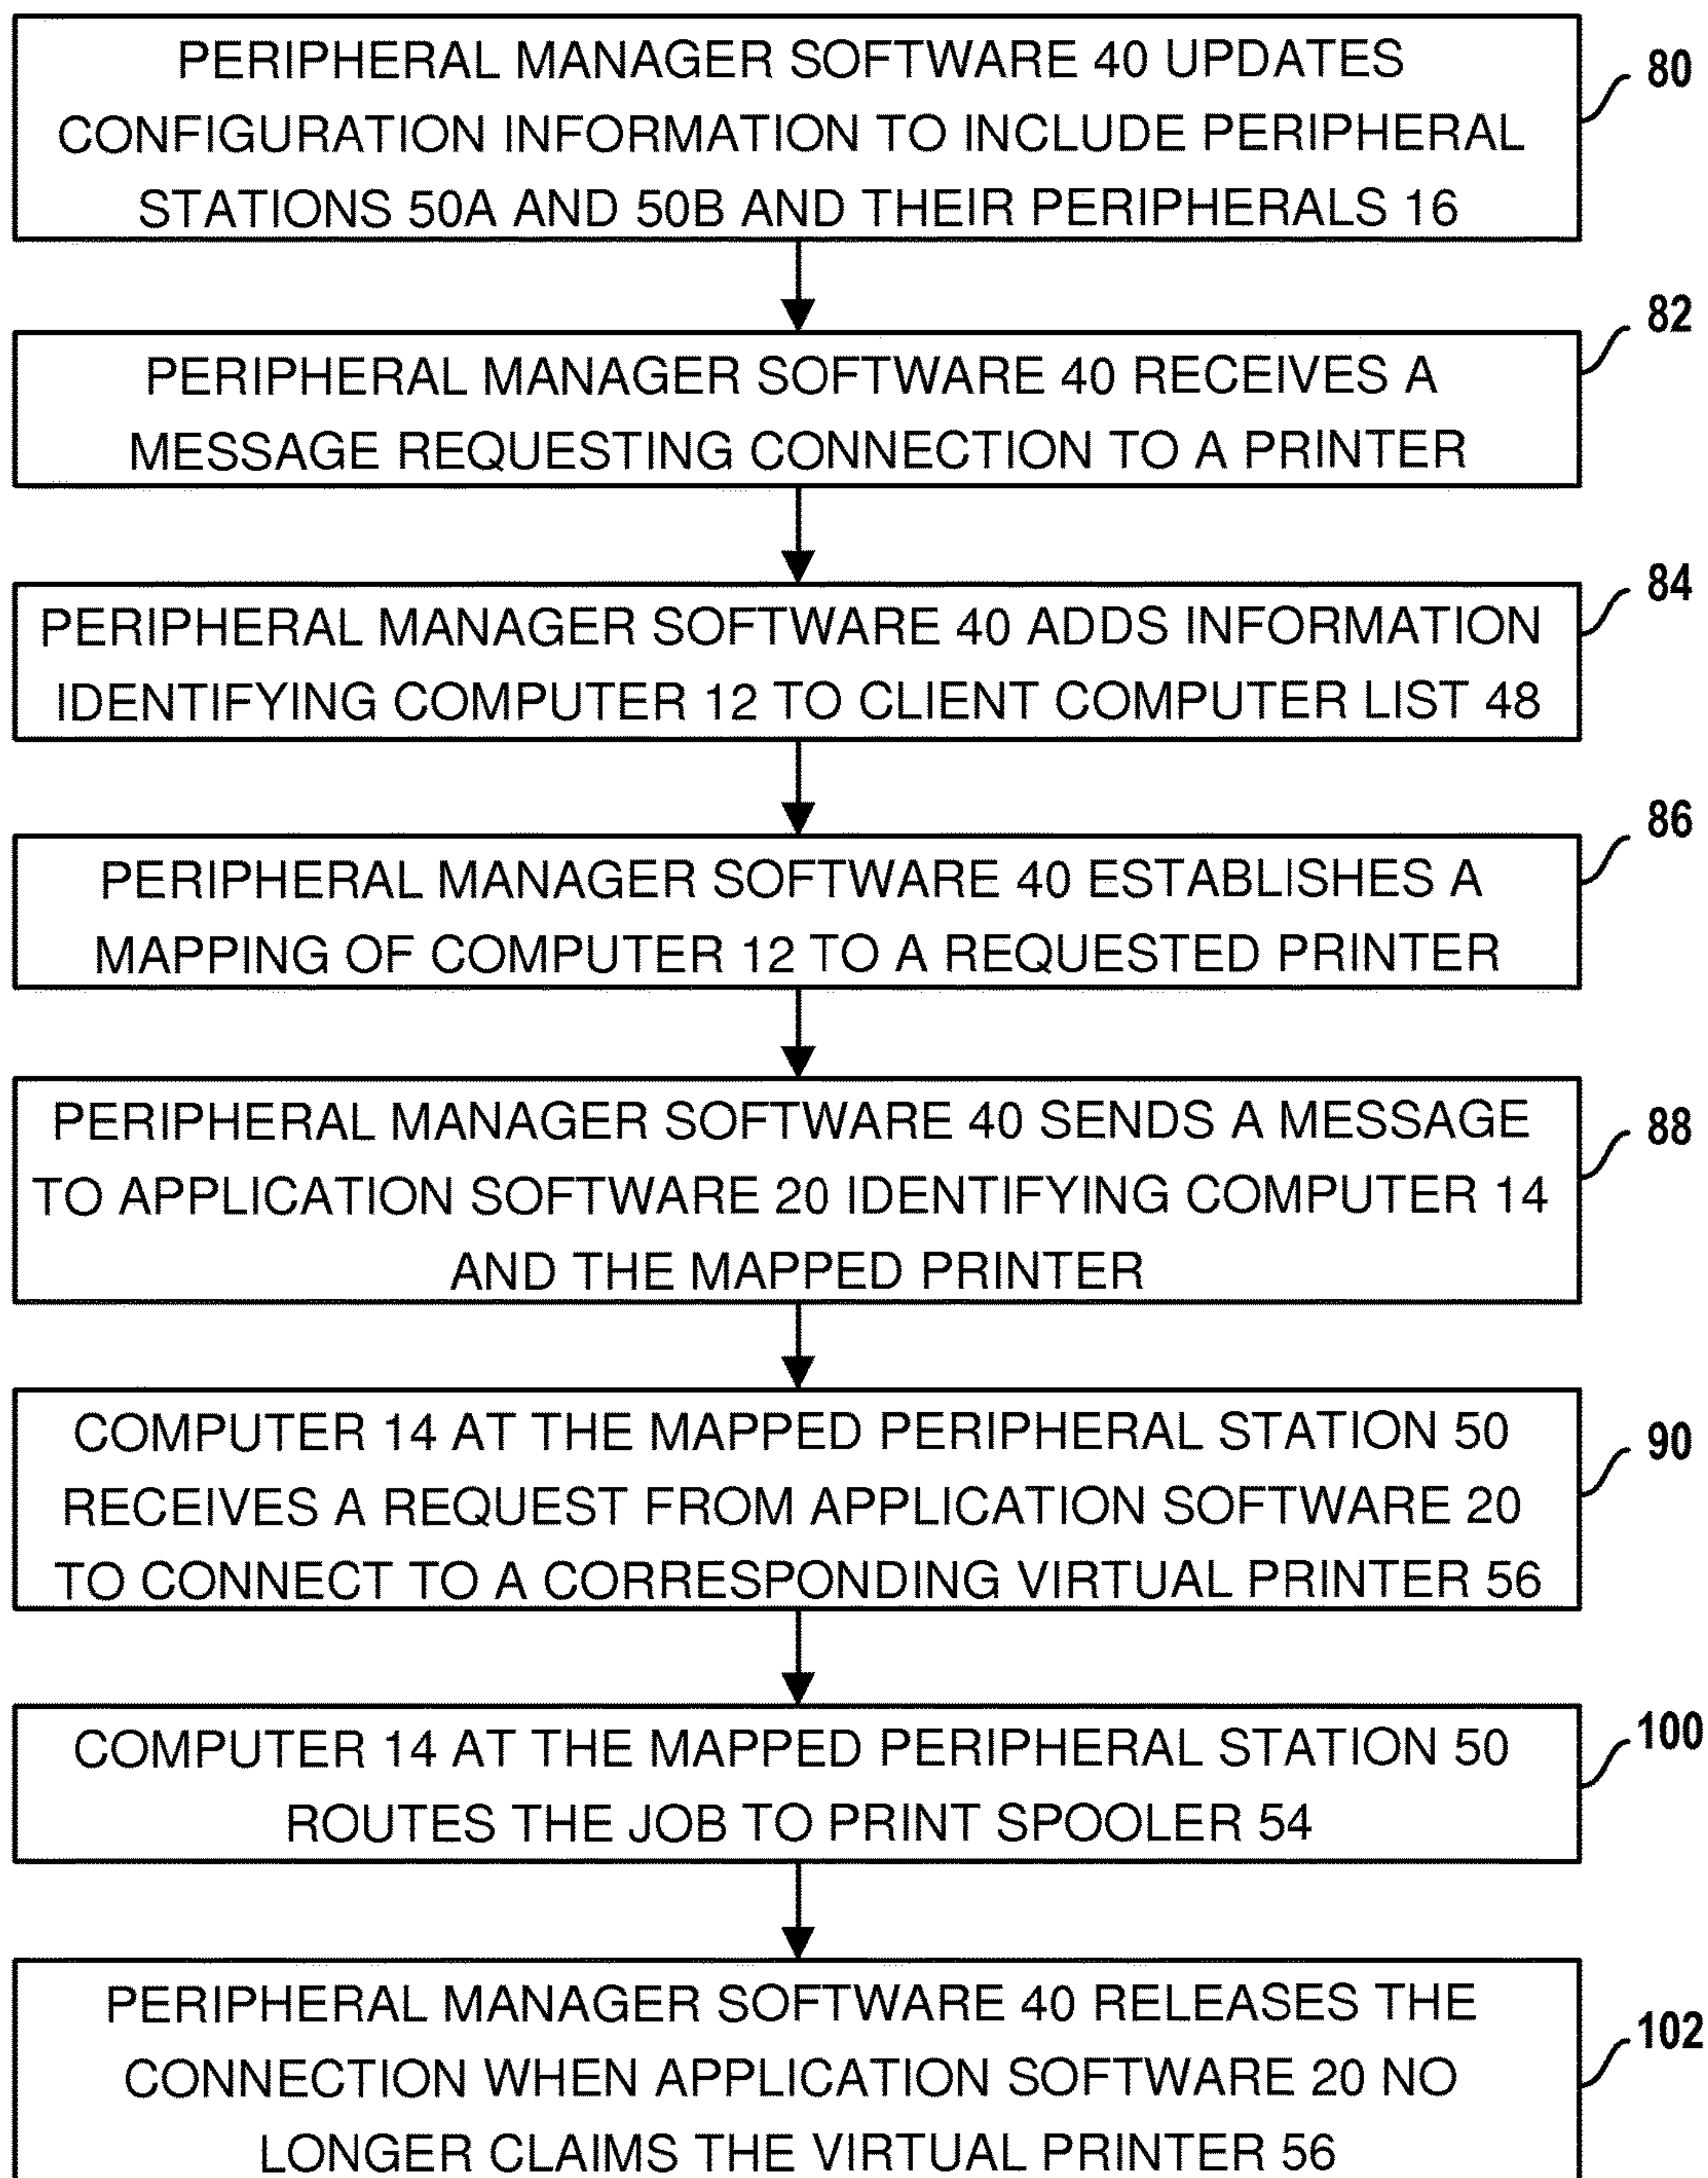 PERIPHERAL MANAGER SOFTWARE 40 UPDATES
CONFIGURATION INFORMATION TO INCLUDE PERIPHERAL
STATIONS 50A AND 50B AND THEIR PERIPHERALS 16
80
PERIPHERAL MANAGER SOFTWARE 40 RECEIVES A
MESSAGE REQUESTING CONNECTION TO A PRINTER
82
PERIPHERAL MANAGER SOFTWARE 40 ADDS INFORMATION
IDENTIFYING COMPUTER 12 TO CLIENT COMPUTER LIST 48
84
PERIPHERAL MANAGER SOFTWARE 40 ESTABLISHES A
MAPPING OF COMPUTER 12 TO A REQUESTED PRINTER
86
PERIPHERAL MANAGER SOFTWARE 40 SENDS A MESSAGE
TO APPLICATION SOFTWARE 20 IDENTIFYING COMPUTER 14
AND THE MAPPED PRINTER
88
COMPUTER 14 AT THE MAPPED PERIPHERAL STATION 50
RECEIVES A REQUEST FROM APPLICATION SOFTWARE 20
TO CONNECT TO A CORRESPONDING VIRTUAL PRINTER 56
90
COMPUTER 14 AT THE MAPPED PERIPHERAL STATION 50
ROUTES THE JOB TO PRINT SPOOLER 54
100
PERIPHERAL MANAGER SOFTWARE 40 RELEASES THE
CONNECTION WHEN APPLICATION SOFTWARE 20 NO
LONGER CLAIMS THE VIRTUAL PRINTER 56
102